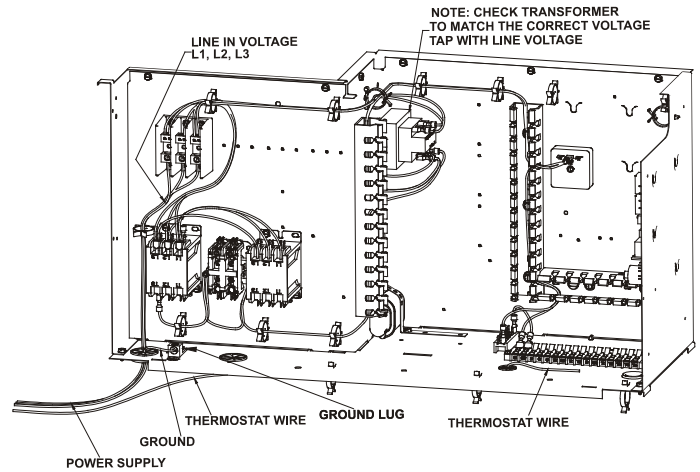 NOTE: CHECK TRANSFORMER
TO MATCH THE CORRECT VOLTAGE
TAP WITH LINE VOLTAGE
LINE IN VOLTAGE
L1, L2, L3
THERMOSTAT WIRE
GROUND LUG
THERMOSTAT WIRE
GROUND
POWER SUPPLY